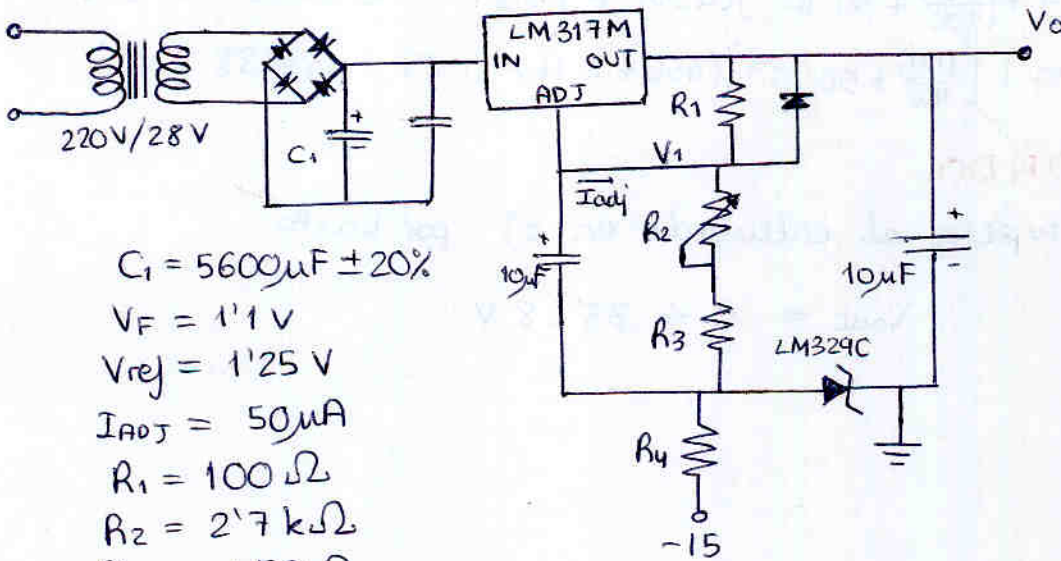 LM317M
IN OUT
ADJ
Vo
220V/28V
C₁
R₁
V₁
Iadj
R₂
10µF
10µF
R₃
LM329C
R₄
-15
C₁ = 5600µF ± 20%
VF = 1'1 V
Vref = 1'25 V
IADJ = 50µA
R₁ = 100 Ω
R₂ = 2'7 kΩ